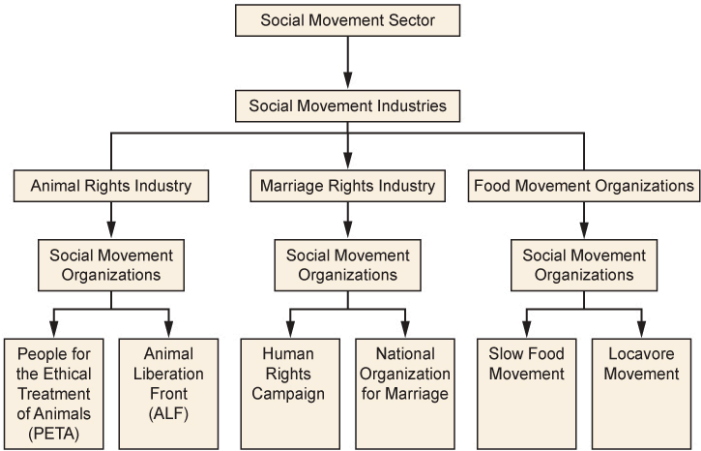 Social Movement Sector
Social Movement Industries
Animal Rights Industry
Marriage Rights Industry
Food Movement Organizations
Social Movement
Organizations
Social Movement
Organizations
Social Movement
Organizations
People for
the Ethical
Treatment
of Animals
(PETA)
Animal
Liberation
Front
(ALF)
Human
Rights
Campaign
National
Organization
for Marriage
Slow Food
Movement
Locavore
Movement